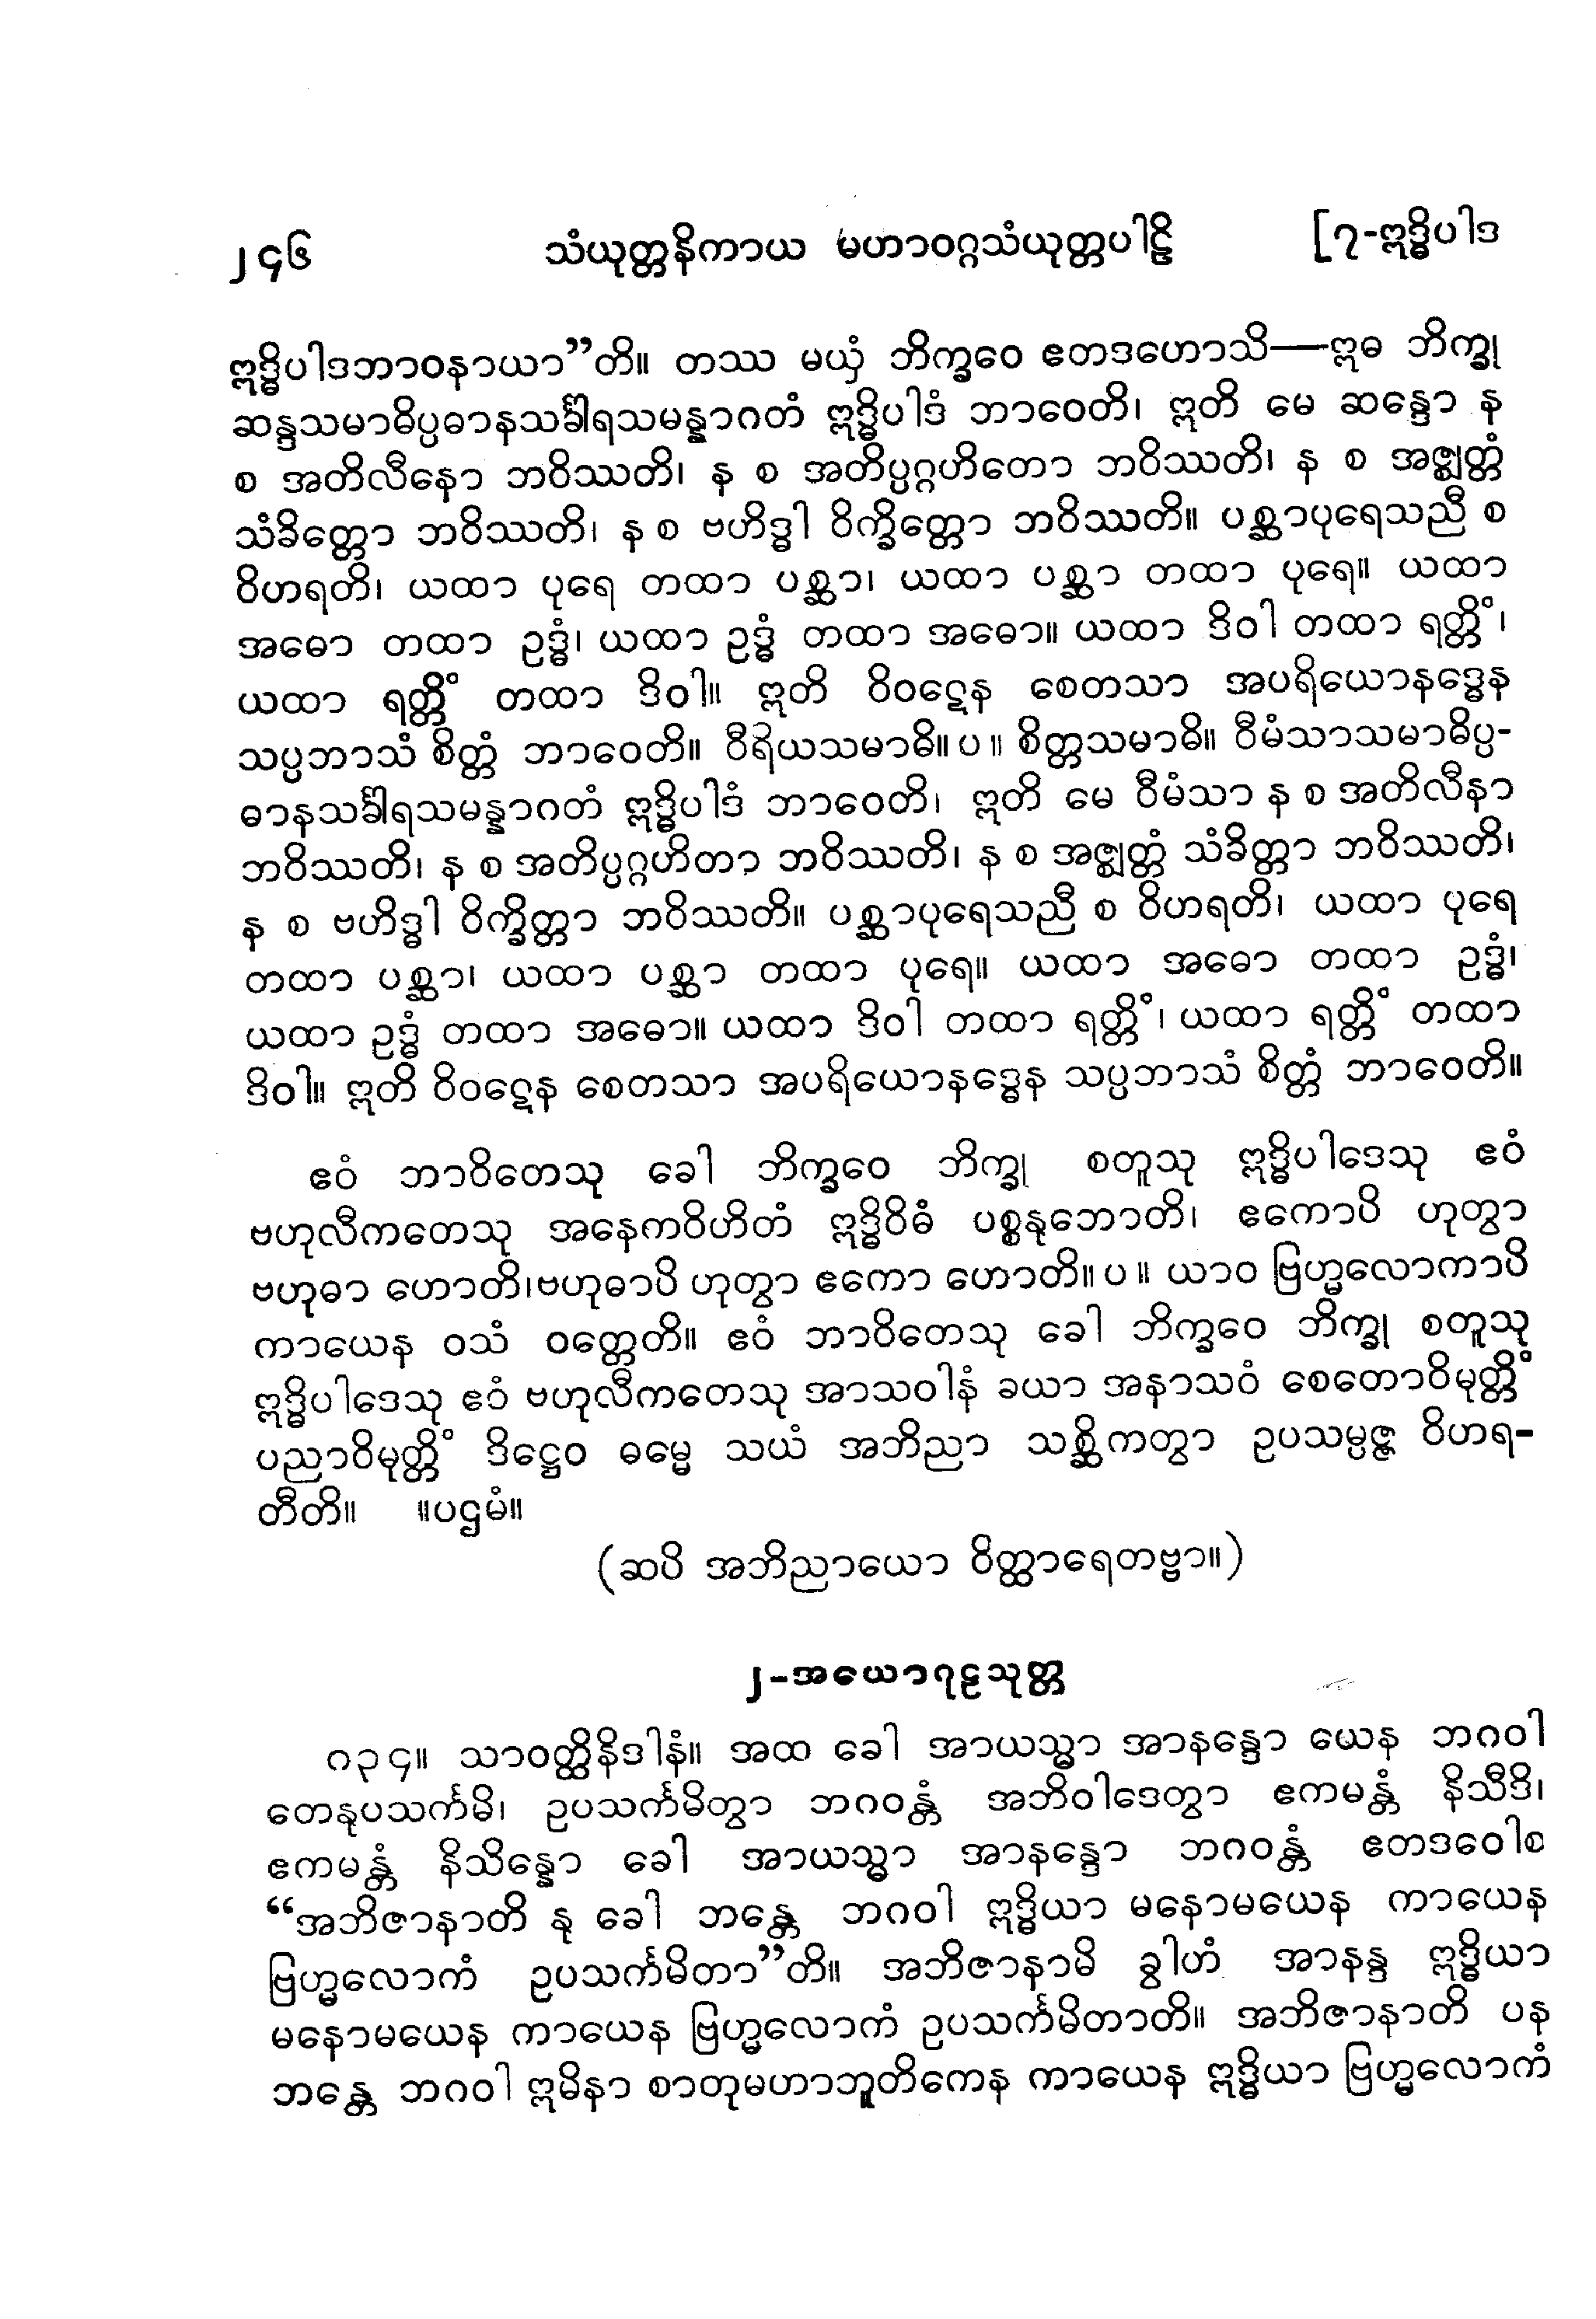 ၂၄၆ သံယုတ္တနိကာယ မဟာဝဂ္ဂသံယုတ္တပါဠိ [၇-ဣဒ္ဓိပါဒ
ဣဒ္ဓိပါဒဘာဝနာယာ”တိ။ တဿ မယှံ ဘိက္ခဝေ ဧတဒဟောသိ—ဣဓ ဘိက္ခု
ဆန္ဒသမာဓိပ္ပဓာနသင်္ခါရသမန္နာဂတံ ဣဒ္ဓိပါဒံ ဘာဝေတိ၊ ဣတိ မေ ဆန္ဒော န
စ အတိလီနော ဘဝိဿတိ၊ န စ အတိပ္ပဂ္ဂဟိတော ဘဝိဿတိ၊ န စ အဇ္ဈတ္တံ
သံခိတ္တော ဘဝိဿတိ၊ န စ ဗဟိဒ္ဓါ ဝိက္ခိတ္တော ဘဝိဿတိ။ ပစ္ဆာပုရေသညီ စ
ဝိဟရတိ၊ ယထာ ပုရေ တထာ ပစ္ဆာ၊ ယထာ ပစ္ဆာ တထာ ပုရေ။ ယထာ
အဓော တထာ ဥဒ္ဓံ၊ ယထာ ဥဒ္ဓံ တထာ အဓော။ ယထာ ဒိဝါ တထာ ရတ္တိံ၊
ယထာ ရတ္တိံ တထာ ဒိဝါ။ ဣတိ ဝိဝဋေန စေတသာ အပရိယောနဒ္ဓေန
သပ္ပဘာသံ စိတ္တံ ဘာဝေတိ။ ဝီရိယသမာဓိ။ ပ ။ စိတ္တသမာဓိ။ ဝီမံသာသမာဓိပ္ပ-
ဓာနသင်္ခါရသမန္နာဂတံ ဣဒ္ဓိပါဒံ ဘာဝေတိ၊ ဣတိ မေ ဝီမံသာ န စ အတိလီနာ
ဘဝိဿတိ၊ န စ အတိပ္ပဂ္ဂဟိတာ ဘဝိဿတိ၊ န စ အဇ္ဈတ္တံ သံခိတ္တာ ဘဝိဿတိ၊
န စ ဗဟိဒ္ဓါ ဝိက္ခိတ္တာ ဘဝိဿတိ။ ပစ္ဆာပုရေသညီ စ ဝိဟရတိ၊ ယထာ ပုရေ
တထာ ပစ္ဆာ၊ ယထာ ပစ္ဆာ တထာ ပုရေ။ ယထာ အဓော တထာ ဥဒ္ဓံ၊
ယထာ ဥဒ္ဓံ တထာ အဓော။ ယထာ ဒိဝါ တထာ ရတ္တိံ၊ ယထာ ရတ္တိံ တထာ
ဒိဝါ။ ဣတိ ဝိဝဋေန စေတသာ အပရိယောနဒ္ဓေန သပ္ပဘာသံ စိတ္တံ ဘာဝေတိ။
ဧဝံ ဘာဝိတေသု ခေါ ဘိက္ခဝေ ဘိက္ခု စတူသု ဣဒ္ဓိပါဒေသု ဧဝံ
ဗဟုလီကတေသု အနေကဝိဟိတံ ဣဒ္ဓိဝိဓံ ပစ္စနုဘောတိ၊ ဧကောပိ ဟုတွာ
ဗဟုဓာ ဟောတိ၊ ဗဟုဓာပိ ဟုတွာ ဧကော ဟောတိ။ ပ ။ ယာဝ ဗြဟ္မလောကာပိ
ကာယေန ဝသံ ဝတ္တေတိ။ ဧဝံ ဘာဝိတေသု ခေါ ဘိက္ခဝေ ဘိက္ခု စတူသု
ဣဒ္ဓိပါဒေသု ဧဝံ ဗဟုလီကတေသု အာသဝါနံ ခယာ အနာသဝံ စေတောဝိမုတ္တိံ
ပညာဝိမုတ္တိံ ဒိဋ္ဌေဝ ဓမ္မေ သယံ အဘိညာ သစ္ဆိကတွာ ဥပသမ္ပဇ္ဇ ဝိဟရ-
တီတိ။ ။ပဌမံ။
(ဆပိ အဘိညာယော ဝိတ္ထာရေတဗ္ဗာ။)
၂-အယောဂုဠသုတ္တ
၈၃၄။ သာဝတ္ထိနိဒါနံ။ အထ ခေါ အာယသ္မာ အာနန္ဒော ယေန ဘဂဝါ
တေနုပသင်္ကမိ၊ ဥပသင်္ကမိတွာ ဘဂဝန္တံ အဘိဝါဒေတွာ ဧကမန္တံ နိသီဒိ၊
ဧကမန္တံ နိသိန္နော ခေါ အာယသ္မာ အာနန္ဒော ဘဂဝန္တံ ဧတဒဝေါစ
“အဘိဇာနာတိ နု ခေါ ဘန္တေ ဘဂဝါ ဣဒ္ဓိယာ မနောမယေန ကာယေန
ဗြဟ္မလောကံ ဥပသင်္ကမိတာ”တိ။ အဘိဇာနာမိ ခွါဟံ အာနန္ဒ ဣဒ္ဓိယာ
မနောမယေန ကာယေန ဗြဟ္မလောကံ ဥပသင်္ကမိတာတိ။ အဘိဇာနာတိ ပန
ဘန္တေ ဘဂဝါ ဣမိနာ စာတုမဟာဘူတိကေန ကာယေန ဣဒ္ဓိယာ ဗြဟ္မလောကံ